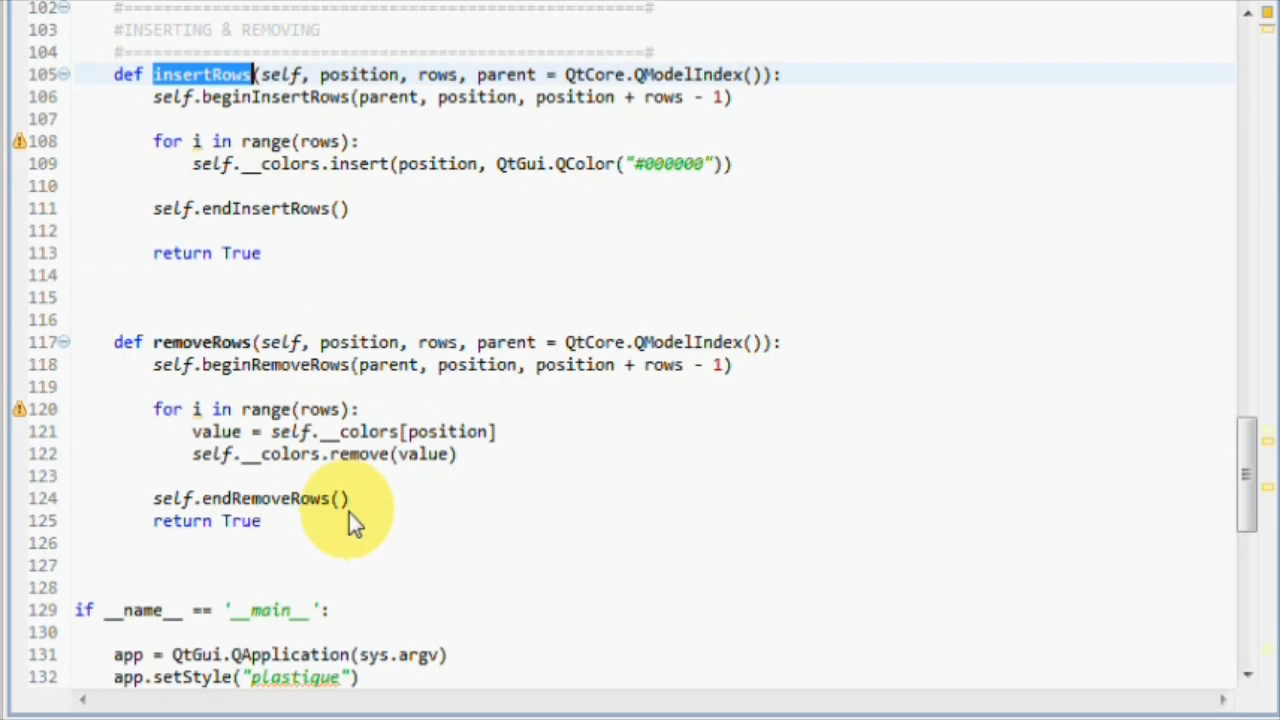 102 #======================================================#
103 #INSERTING & REMOVING
104 #======================================================#
105 def insertRows(self, position, rows, parent = QtCore.QModelIndex()):
106 self.beginInsertRows(parent, position, position + rows - 1)
107
108 for i in range(rows):
109 self.__colors.insert(position, QtGui.QColor("#000000"))
110
111 self.endInsertRows()
112
113 return True
114
115
116
117 def removeRows(self, position, rows, parent = QtCore.QModelIndex()):
118 self.beginRemoveRows(parent, position, position + rows - 1)
119
120 for i in range(rows):
121 value = self.__colors[position]
122 self.__colors.remove(value)
123
124 self.endRemoveRows()
125 return True
126
127
128
129 if __name__ == '__main__':
130
131 app = QtGui.QApplication(sys.argv)
132 app.setStyle("plastique")